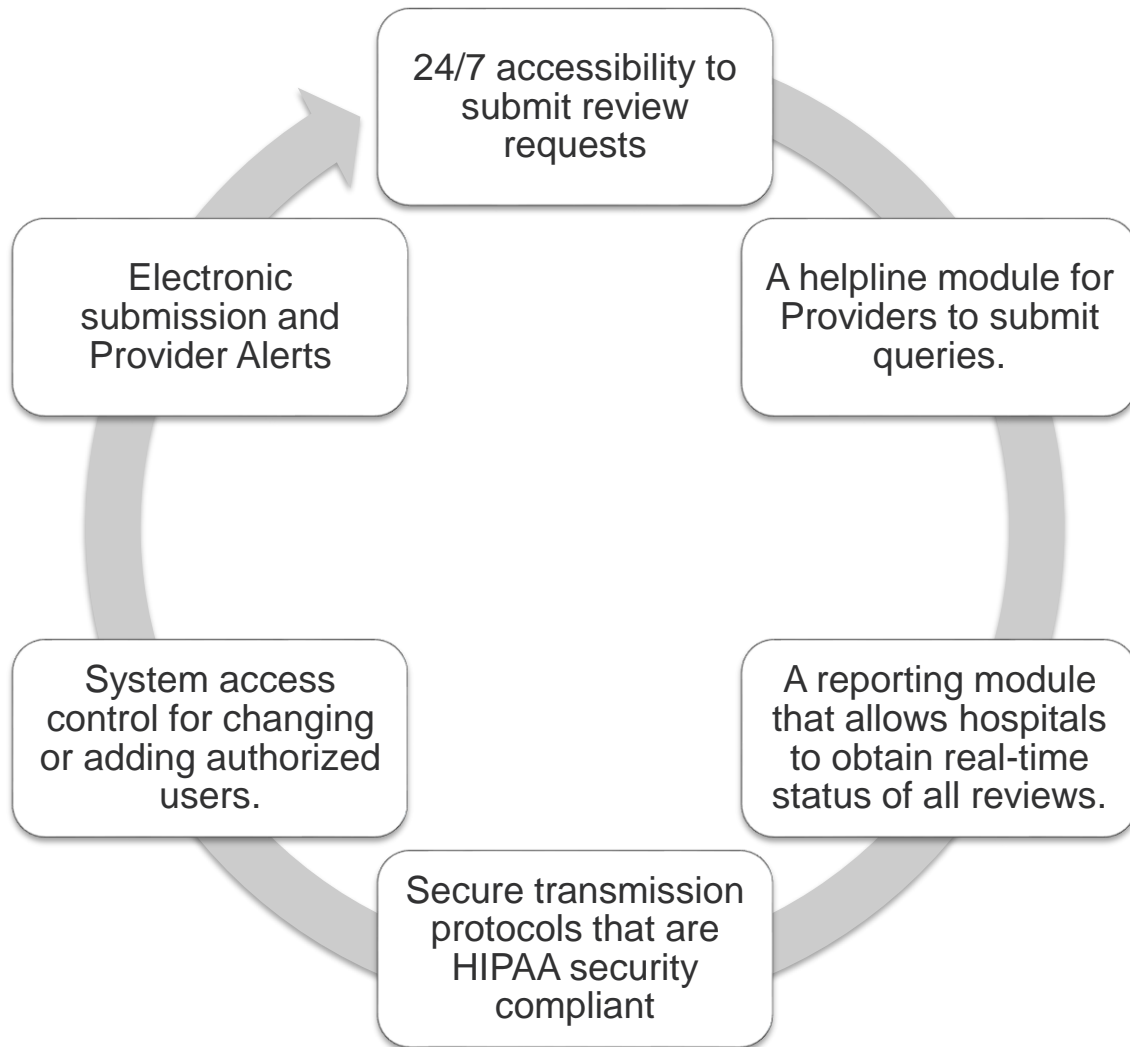 24/7 accessibility to
submit review
requests
A helpline module for
Providers to submit
queries.
A reporting module
that allows hospitals
to obtain real-time
status of all reviews.
Secure transmission
protocols that are
HIPAA security
compliant
System access
control for changing
or adding authorized
users.
Electronic
submission and
Provider Alerts